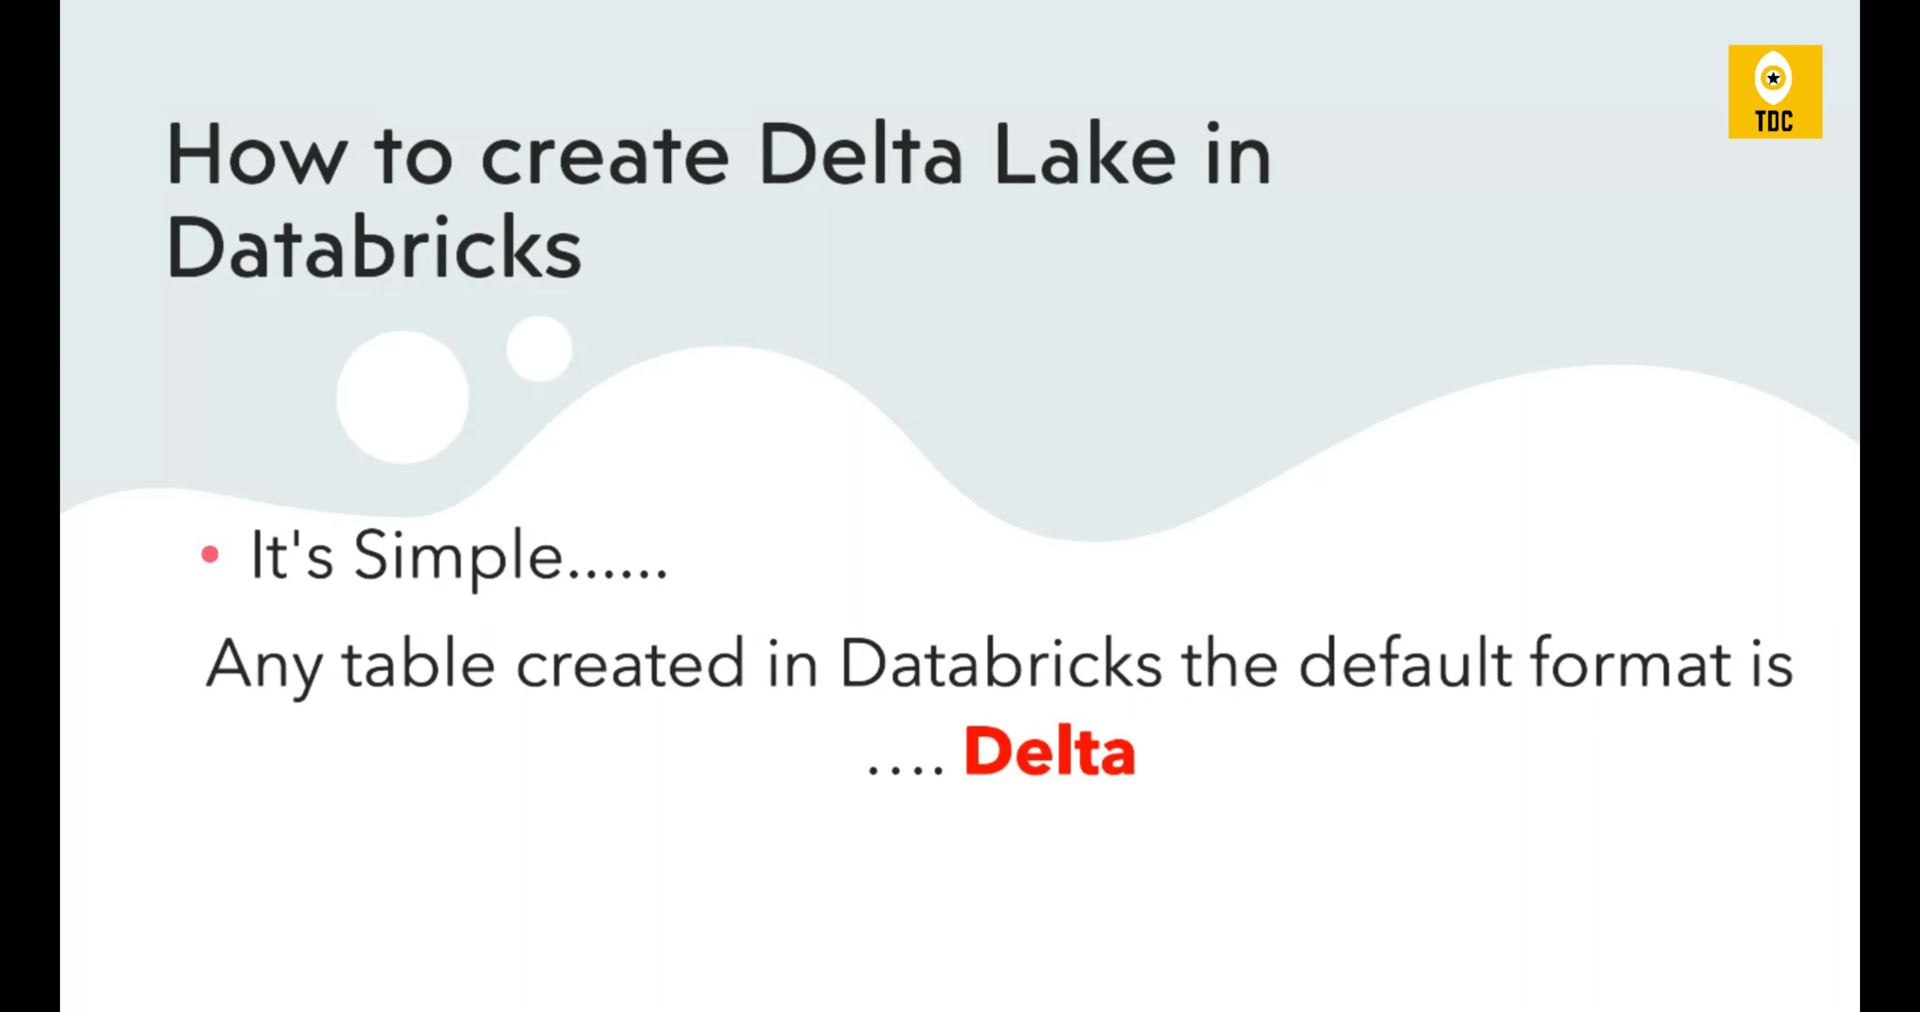 TDC
How to create Delta Lake in
Databricks
• It's Simple......
Any table created in Databricks the default format is
.... Delta